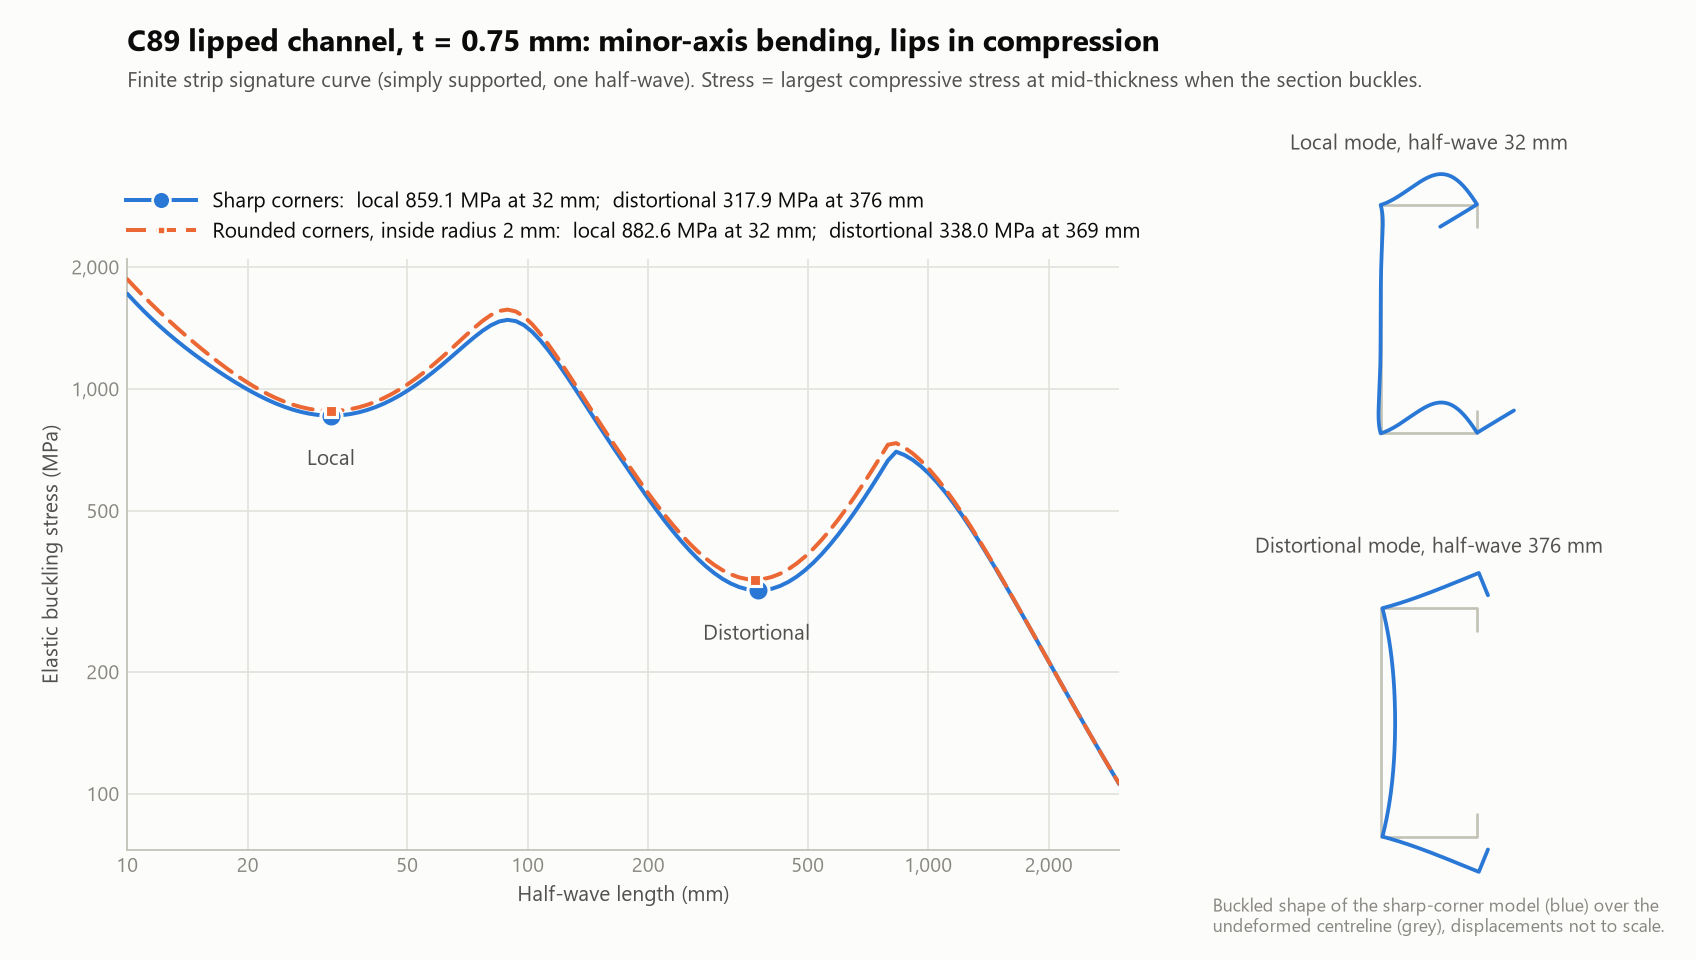 C89 lipped channel, t = 0.75 mm: minor-axis bending, lips in compression
Finite strip signature curve (simply supported, one half-wave). Stress = largest compressive stress at mid-thickness when the section buckles.
Sharp corners:  local 859.1 MPa at 32 mm;  distortional 317.9 MPa at 376 mm
Rounded corners, inside radius 2 mm:  local 882.6 MPa at 32 mm;  distortional 338.0 MPa at 369 mm
Elastic buckling stress (MPa)
2,000
1,000
500
200
100
Local
Distortional
10
20
50
100
200
500
1,000
2,000
Half-wave length (mm)
Local mode, half-wave 32 mm
Distortional mode, half-wave 376 mm
Buckled shape of the sharp-corner model (blue) over the
undeformed centreline (grey), displacements not to scale.